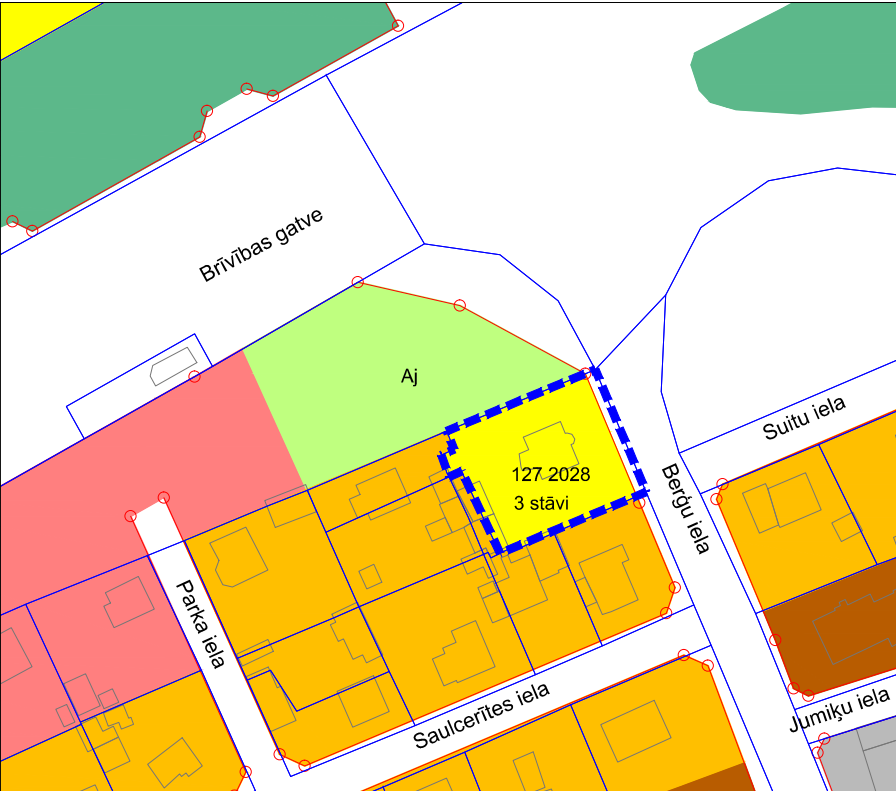 Brīvības gatve
Aj
Suitu iela
127 2028
3 stāvi
Berģu iela
Parka iela
Saulcerītes iela
Jumiķu iela